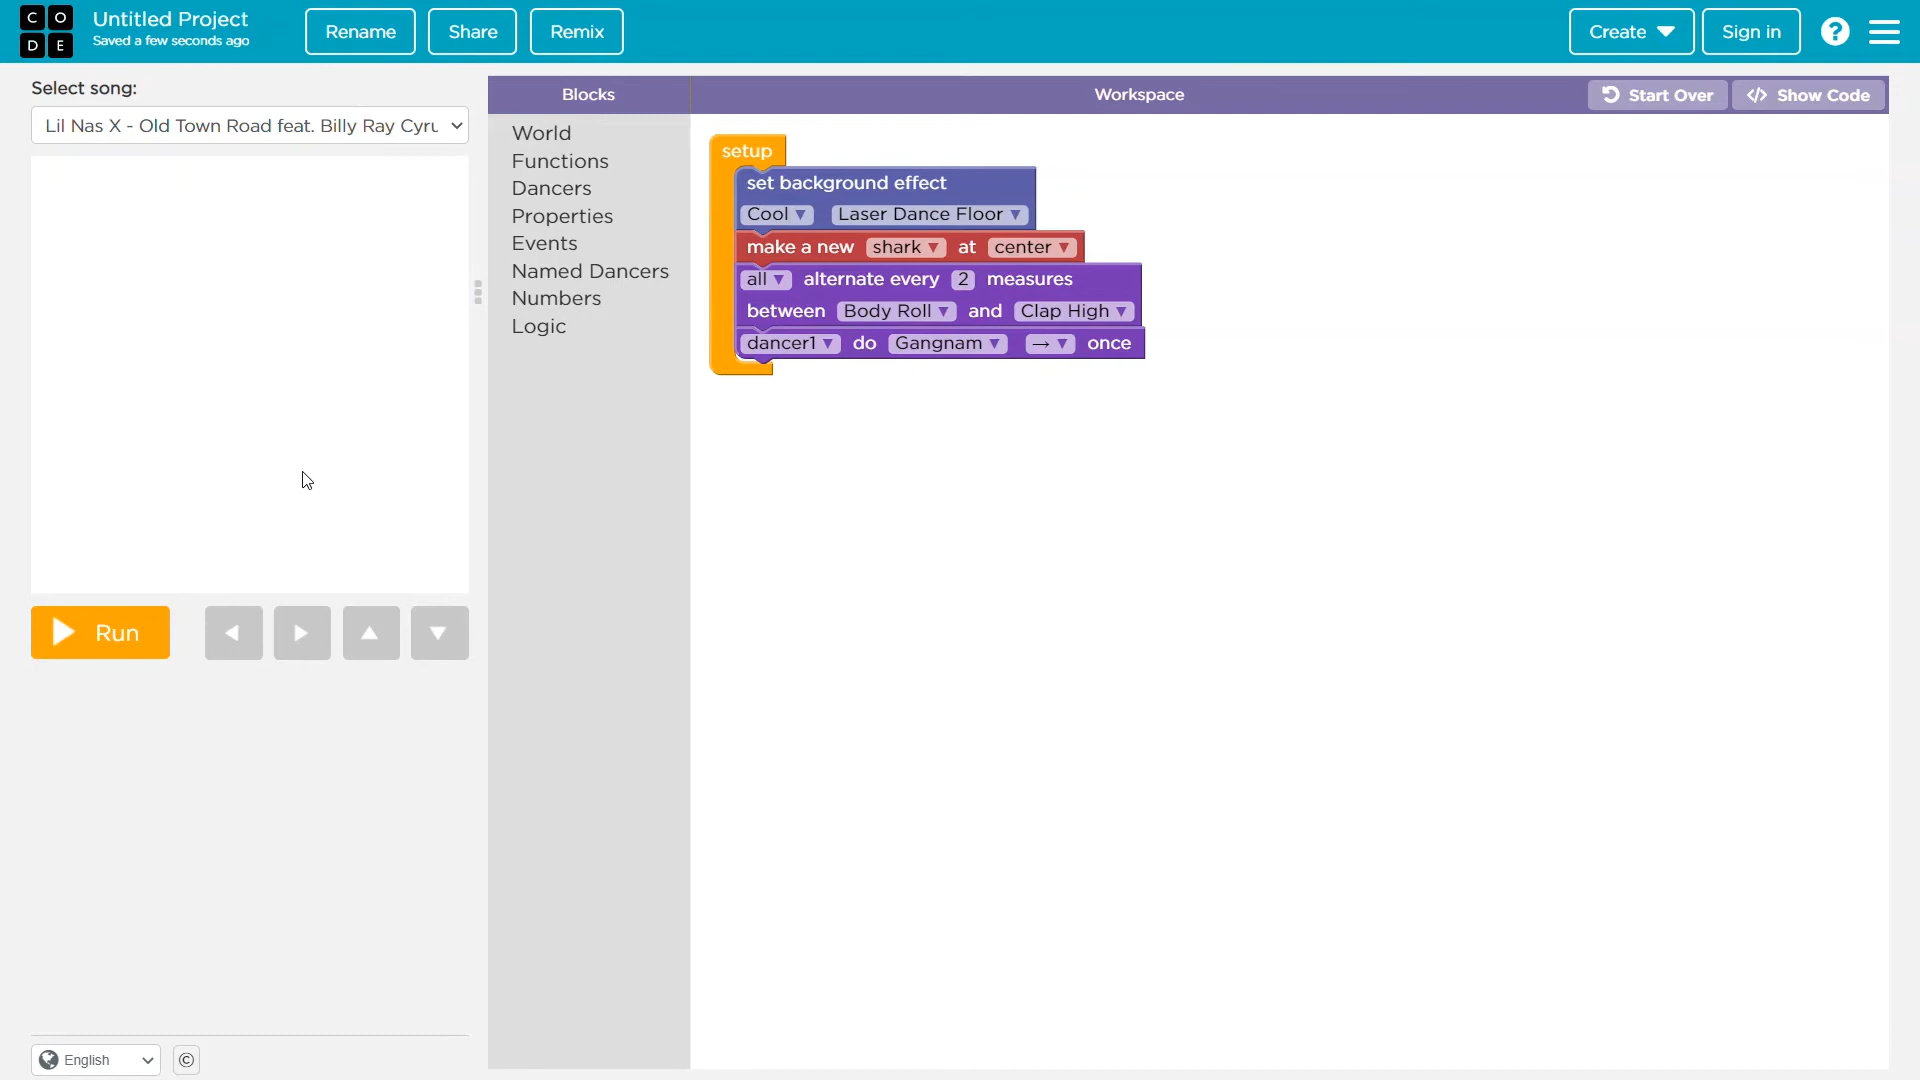 C O
D E
Untitled Project
Saved a few seconds ago
Rename
Share
Remix
Create
Sign in
?
Select song:
Lil Nas X - Old Town Road feat. Billy Ray Cyru
Run
English
©
Blocks
Workspace
Start Over
</> Show Code
World
Functions
Dancers
Properties
Events
Named Dancers
Numbers
Logic
setup
set background effect
Cool ▼ Laser Dance Floor ▼
make a new shark ▼ at center ▼
all ▼ alternate every 2 measures
between Body Roll ▼ and Clap High ▼
dancer1 ▼ do Gangnam ▼ → ▼ once